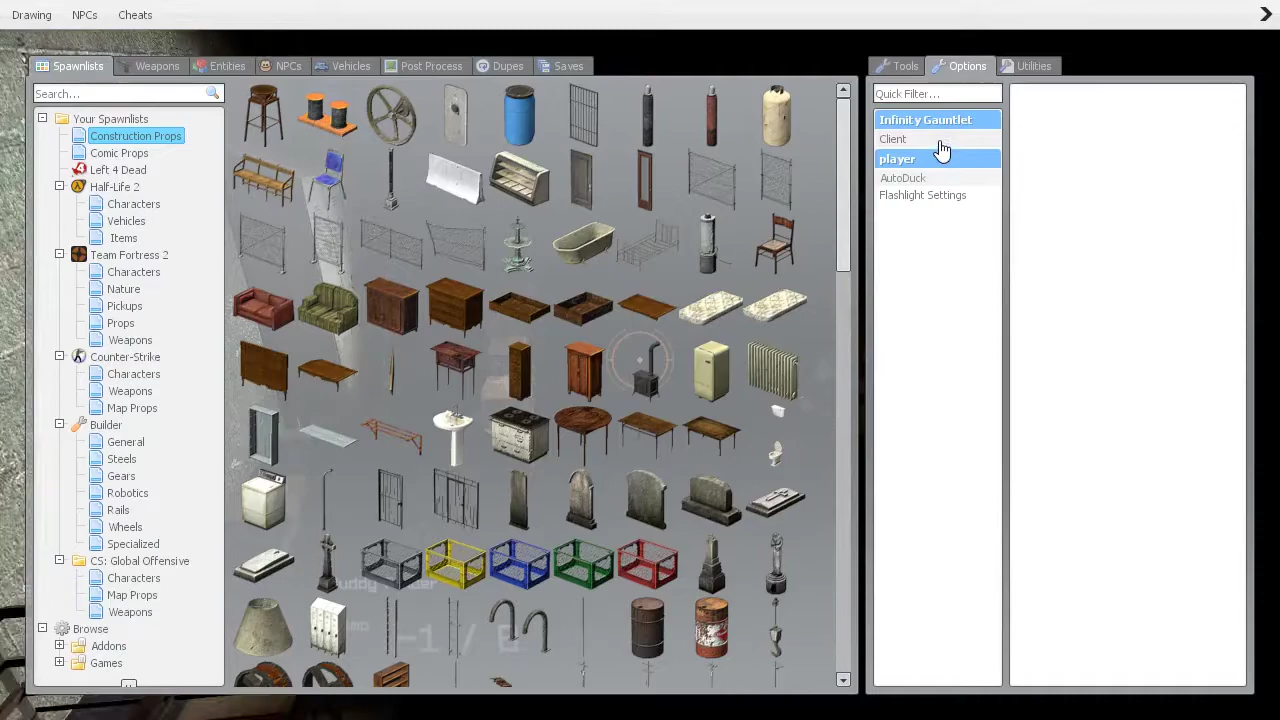 Drawing NPCs Cheats
Spawnlists Weapons Entities NPCs Vehicles Post Process Dupes Saves
Tools Options Utilities
Search...
Quick Filter...
Your Spawnlists
Construction Props
Comic Props
Left 4 Dead
Half-Life 2
Characters
Vehicles
Items
Team Fortress 2
Characters
Nature
Pickups
Props
Weapons
Counter-Strike
Characters
Weapons
Map Props
Builder
General
Steels
Gears
Robotics
Rails
Wheels
Specialized
CS: Global Offensive
Characters
Map Props
Weapons
Browse
Addons
Games
Infinity Gauntlet
Client
player
AutoDuck
Flashlight Settings